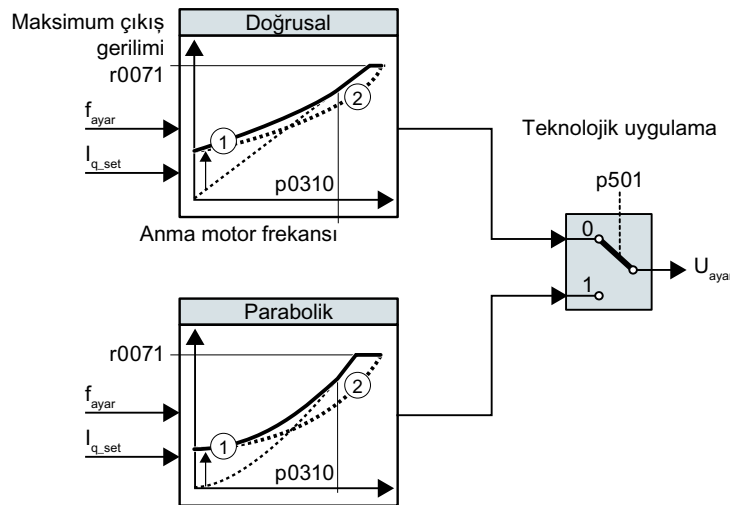 Maksimum çıkış
gerilimi
r0071
Doğrusal
f_ayar
I_q_set
1
2
p0310
Anma motor frekansı
Teknolojik uygulama
p501
0
1
U_ayar
Parabolik
r0071
f_ayar
I_q_set
1
2
p0310